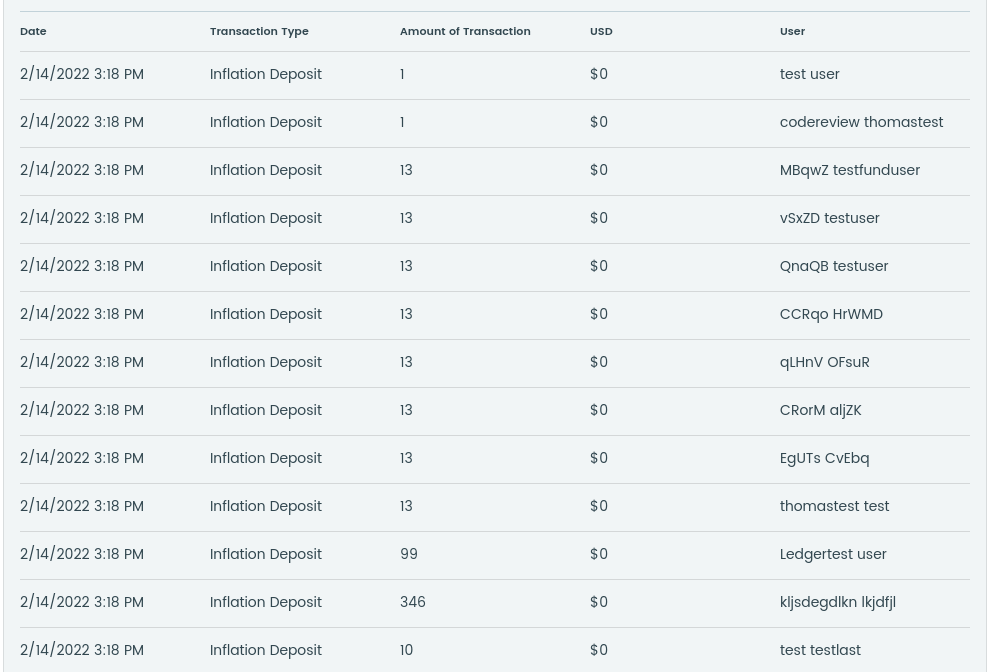 Date Transaction Type Amount of Transaction USD User
2/14/2022 3:18 PM Inflation Deposit 1 $0 test user
2/14/2022 3:18 PM Inflation Deposit 1 $0 codereview thomastest
2/14/2022 3:18 PM Inflation Deposit 13 $0 MBqwZ testfunduser
2/14/2022 3:18 PM Inflation Deposit 13 $0 vSxZD testuser
2/14/2022 3:18 PM Inflation Deposit 13 $0 QnaQB testuser
2/14/2022 3:18 PM Inflation Deposit 13 $0 CCRqo HrWMD
2/14/2022 3:18 PM Inflation Deposit 13 $0 qLHnV OFsuR
2/14/2022 3:18 PM Inflation Deposit 13 $0 CRorM aljZK
2/14/2022 3:18 PM Inflation Deposit 13 $0 EgUTs CvEbq
2/14/2022 3:18 PM Inflation Deposit 13 $0 thomastest test
2/14/2022 3:18 PM Inflation Deposit 99 $0 Ledgertest user
2/14/2022 3:18 PM Inflation Deposit 346 $0 kljsdegdlkn lkjdfjl
2/14/2022 3:18 PM Inflation Deposit 10 $0 test testlast